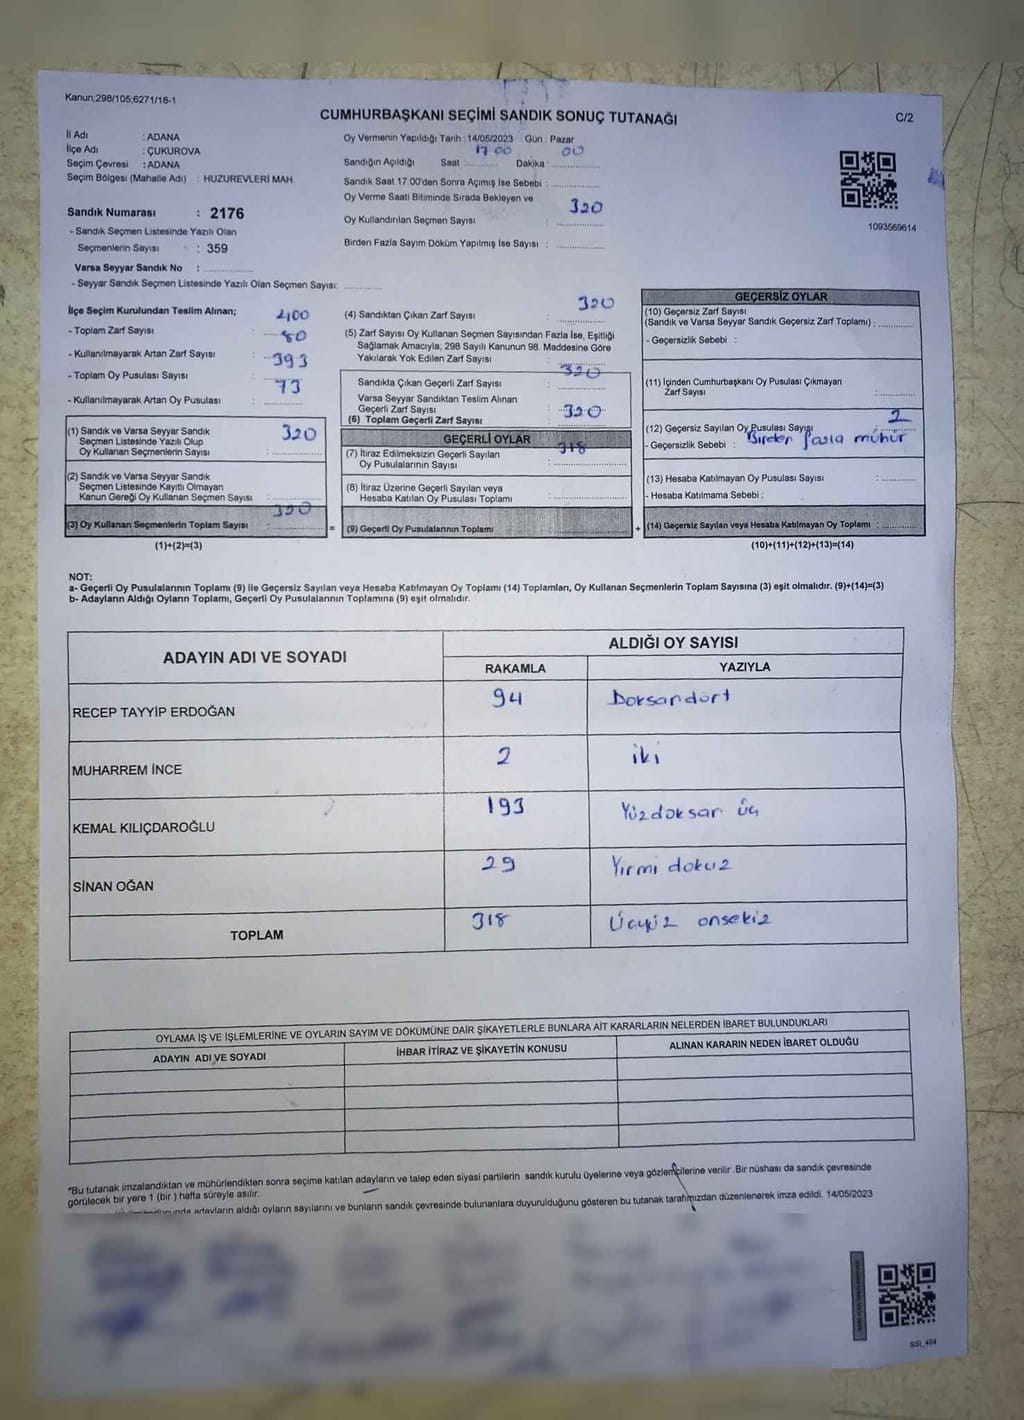 Kanun;298/105;6271/16-1
CUMHURBAŞKANI SEÇİMİ SANDIK SONUÇ TUTANAĞI
C/2
İl Adı : ADANA
İlçe Adı : ÇUKUROVA
Seçim Çevresi : ADANA
Seçim Bölgesi (Mahalle Adı) : HUZUREVLERİ MAH.
Sandık Numarası : 2176
- Sandık Seçmen Listesinde Yazılı Olan
Seçmenlerin Sayısı : 359
Varsa Seyyar Sandık No :
- Seyyar Sandık Seçmen Listesinde Yazılı Olan Seçmen Sayısı:
Oy Vermenin Yapıldığı Tarih : 14/05/2023 Gün : Pazar
Sandığın Açıldığı Saat : 17 00 Dakika : 00
Sandık Saat 17.00'den Sonra Açımış İse Sebebi :
Oy Verme Saati Bitiminde Sırada Bekleyen ve
Oy Kullandırılan Seçmen Sayısı : 320
Birden Fazla Sayım Döküm Yapılmış İse Sayısı :
1093569614
İlçe Seçim Kurulundan Teslim Alınan;
- Toplam Zarf Sayısı : 400
- Kullanılmayarak Artan Zarf Sayısı : 80
- Toplam Oy Pusulası Sayısı : 393
- Kullanılmayarak Artan Oy Pusulası : 73
(1) Sandık ve Varsa Seyyar Sandık
Seçmen Listesinde Yazılı Olup
Oy Kullanan Seçmenlerin Sayısı : 320
(2) Sandık ve Varsa Seyyar Sandık
Seçmen Listesinde Kayıtlı Olmayan
Kanun Gereği Oy Kullanan Seçmen Sayısı :
(3) Oy Kullanan Seçmenlerin Toplam Sayısı : 320
(1)+(2)=(3)
(4) Sandıktan Çıkan Zarf Sayısı : 320
(5) Zarf Sayısı Oy Kullanan Seçmen Sayısından Fazla İse, Eşitliği
Sağlamak Amacıyla; 298 Sayılı Kanunun 98. Maddesine Göre
Yakılarak Yok Edilen Zarf Sayısı :
Sandıkta Çıkan Geçerli Zarf Sayısı : 320
Varsa Seyyar Sandıktan Teslim Alınan
Geçerli Zarf Sayısı :
(6) Toplam Geçerli Zarf Sayısı : 320
GEÇERLİ OYLAR
(7) İtiraz Edilmeksizin Geçerli Sayılan
Oy Pusulalarının Sayısı : 318
(8) İtiraz Üzerine Geçerli Sayılan veya
Hesaba Katılan Oy Pusulası Toplamı :
= (9) Geçerli Oy Pusulalarının Toplamı :
GEÇERSİZ OYLAR
(10) Geçersiz Zarf Sayısı
(Sandık ve Varsa Seyyar Sandık Geçersiz Zarf Toplamı) :
- Geçersizlik Sebebi :
(11) İçinden Cumhurbaşkanı Oy Pusulası Çıkmayan
Zarf Sayısı :
(12) Geçersiz Sayılan Oy Pusulası Sayısı : 2
- Geçersizlik Sebebi : Birden fazla mühür
(13) Hesaba Katılmayan Oy Pusulası Sayısı :
- Hesaba Katılmama Sebebi :
+ (14) Geçersiz Sayılan veya Hesaba Katılmayan Oy Toplamı :
(10)+(11)+(12)+(13)=(14)
NOT:
a- Geçerli Oy Pusulalarının Toplamı (9) ile Geçersiz Sayılan veya Hesaba Katılmayan Oy Toplamı (14) Toplamları, Oy Kullanan Seçmenlerin Toplam Sayısına (3) eşit olmalıdır. (9)+(14)=(3)
b- Adayların Aldığı Oyların Toplamı, Geçerli Oy Pusulalarının Toplamına (9) eşit olmalıdır.
ADAYIN ADI VE SOYADI
ALDIĞI OY SAYISI
RAKAMLA YAZIYLA
RECEP TAYYİP ERDOĞAN 94 Doksandört
MUHARREM İNCE 2 iki
KEMAL KILIÇDAROĞLU 193 Yüzdoksan üç
SİNAN OĞAN 29 Yirmi dokuz
TOPLAM 318 Üçyüz onsekiz
OYLAMA İŞ VE İŞLEMLERİNE VE OYLARIN SAYIM VE DÖKÜMÜNE DAİR ŞİKAYETLERLE BUNLARA AİT KARARLARIN NELERDEN İBARET BULUNDUKLARI
ADAYIN ADI VE SOYADI İHBAR İTİRAZ VE ŞİKAYETİN KONUSU ALINAN KARARIN NEDEN İBARET OLDUĞU
*Bu tutanak imzalandıktan ve mühürlendikten sonra seçime katılan adayların ve talep eden siyasi partilerin sandık kurulu üyelerine veya gözlemcilerine verilir .Bir nüshası da sandık çevresinde
görülecek bir yere 1 (bir ) hafta süreyle asılır.
adayların aldığı oyların sayılarını ve bunların sandık çevresinde bulunanlara duyurulduğunu gösteren bu tutanak tarafımızdan düzenlenerek imza edildi. 14/05/2023